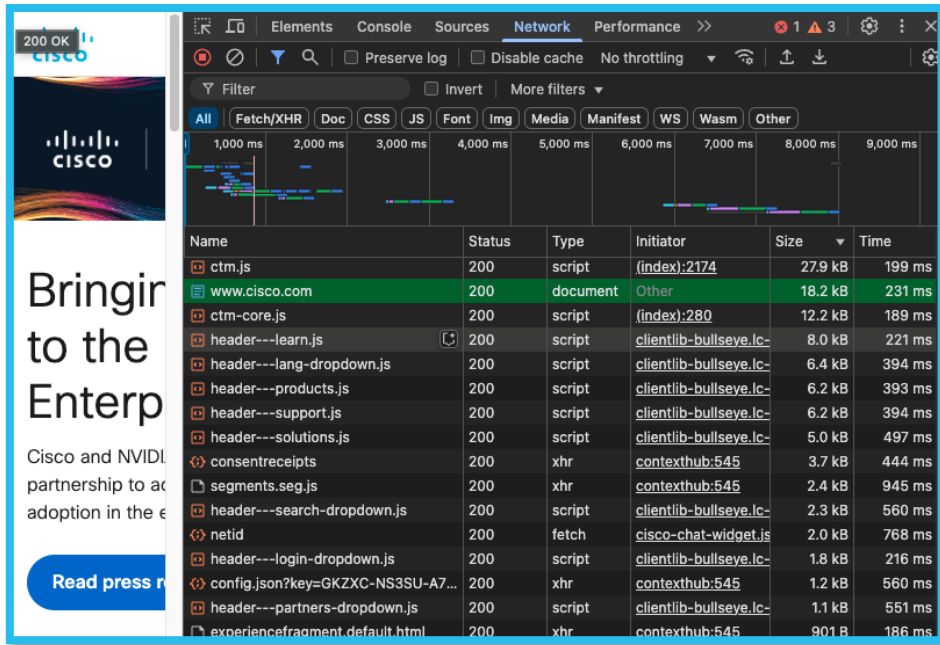 200 OK
CISCO
CISCO
Bringin
to the
Enterp
Cisco and NVIDI
partnership to ac
adoption in the e
Read press r
Elements Console Sources Network Performance 1 3
Preserve log Disable cache No throttling
Filter Invert More filters
All Fetch/XHR Doc CSS JS Font Img Media Manifest WS Wasm Other
1,000 ms 2,000 ms 3,000 ms 4,000 ms 5,000 ms 6,000 ms 7,000 ms 8,000 ms 9,000 ms
Name Status Type Initiator Size Time
ctm.js 200 script (index):2174 27.9 kB 199 ms
www.cisco.com 200 document Other 18.2 kB 231 ms
ctm-core.js 200 script (index):280 12.2 kB 189 ms
header---learn.js 200 script clientlib-bullseye.lc- 8.0 kB 221 ms
header---lang-dropdown.js 200 script clientlib-bullseye.lc- 6.4 kB 394 ms
header---products.js 200 script clientlib-bullseye.lc- 6.2 kB 393 ms
header---support.js 200 script clientlib-bullseye.lc- 6.2 kB 394 ms
header---solutions.js 200 script clientlib-bullseye.lc- 5.0 kB 497 ms
consentreceipts 200 xhr contexthub:545 3.7 kB 444 ms
segments.seg.js 200 xhr contexthub:545 2.4 kB 945 ms
header---search-dropdown.js 200 script clientlib-bullseye.lc- 2.3 kB 560 ms
netid 200 fetch cisco-chat-widget.js 2.0 kB 768 ms
header---login-dropdown.js 200 script clientlib-bullseye.lc- 1.8 kB 216 ms
config.json?key=GKZXC-NS3SU-A7... 200 xhr contexthub:545 1.2 kB 560 ms
header---partners-dropdown.js 200 script clientlib-bullseye.lc- 1.1 kB 551 ms
experiencefragment.default.html 200 xhr contexthub:545 901 B 186 ms